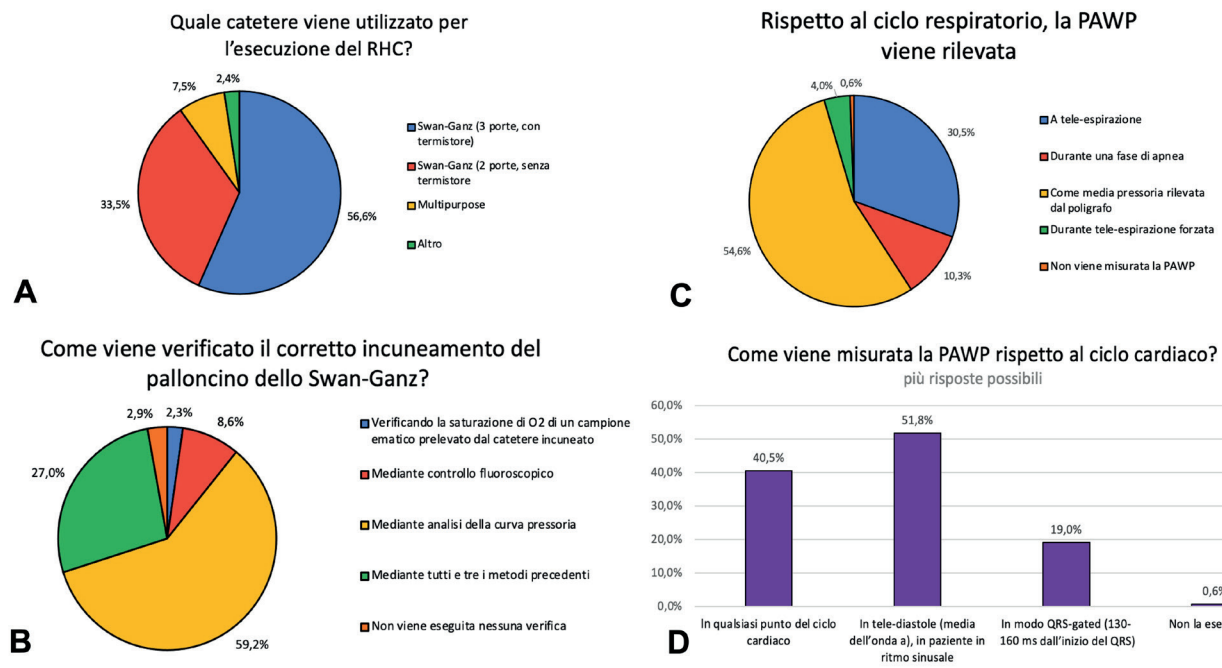 Quale catetere viene utilizzato per
l'esecuzione del RHC?
2,4%
7,5%
33,5%
56,6%
Swan-Ganz (3 porte, con
termistore)
Swan-Ganz (2 porte, senza
termistore
Multipurpose
Altro
A
Come viene verificato il corretto incuneamento del
palloncino dello Swan-Ganz?
2,9%
2,3%
8,6%
27,0%
59,2%
Verificando la saturazione di O2 di un campione
ematico prelevato dal catetere incuneato
Mediante controllo fluoroscopico
Mediante analisi della curva pressoria
Mediante tutti e tre i metodi precedenti
Non viene eseguita nessuna verifica
B
Rispetto al ciclo respiratorio, la PAWP
viene rilevata
4,0%
0,6%
30,5%
54,6%
10,3%
A tele-espirazione
Durante una fase di apnea
Come media pressoria rilevata
dal poligrafo
Durante tele-espirazione forzata
Non viene misurata la PAWP
C
Come viene misurata la PAWP rispetto al ciclo cardiaco?
più risposte possibili
60,0%
50,0%
40,0%
30,0%
20,0%
10,0%
0,0%
40,5%
51,8%
19,0%
0,6%
In qualsiasi punto del ciclo
cardiaco
In tele-diastole (media
dell'onda a), in paziente in
ritmo sinusale
In modo QRS-gated (130-
160 ms dall'inizio del QRS)
Non la ese
D